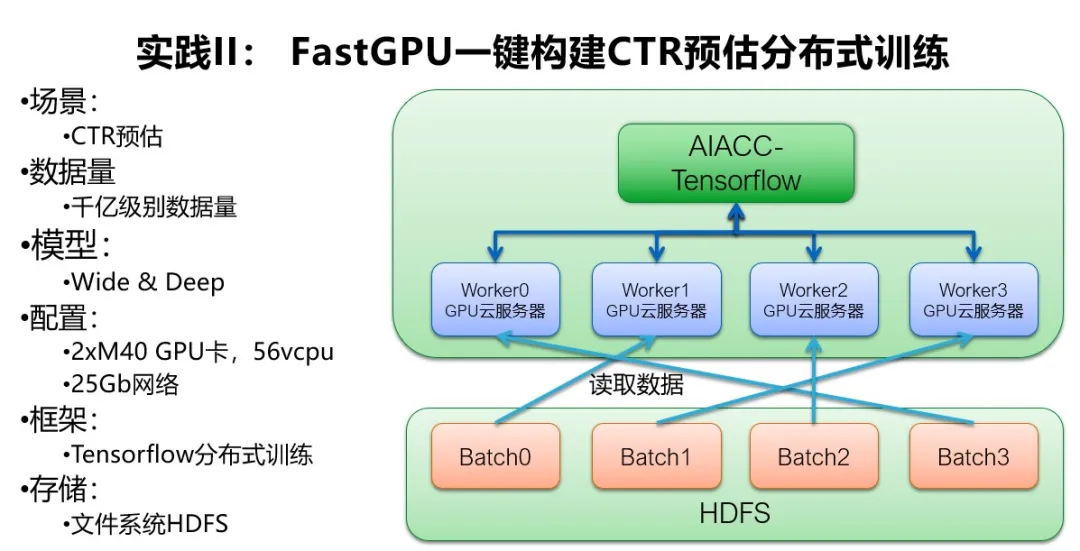 实践II： FastGPU一键构建CTR预估分布式训练
•场景：
•CTR预估
•数据量
•千亿级别数据量
•模型：
•Wide & Deep
•配置：
•2xM40 GPU卡，56vcpu
•25Gb网络
•框架：
•Tensorflow分布式训练
•存储：
•文件系统HDFS
AIACC-
Tensorflow
Worker0
GPU云服务器
Worker1
GPU云服务器
Worker2
GPU云服务器
Worker3
GPU云服务器
读取数据
Batch0
Batch1
Batch2
Batch3
HDFS